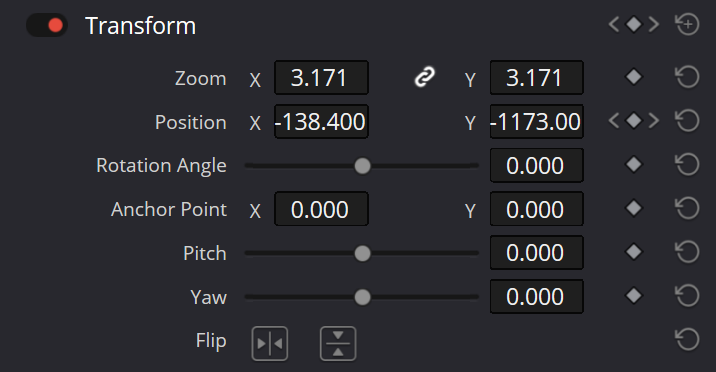 Transform
Zoom X 3.171 Y 3.171
Position X -138.400 Y -1173.00
Rotation Angle 0.000
Anchor Point X 0.000 Y 0.000
Pitch 0.000
Yaw 0.000
Flip